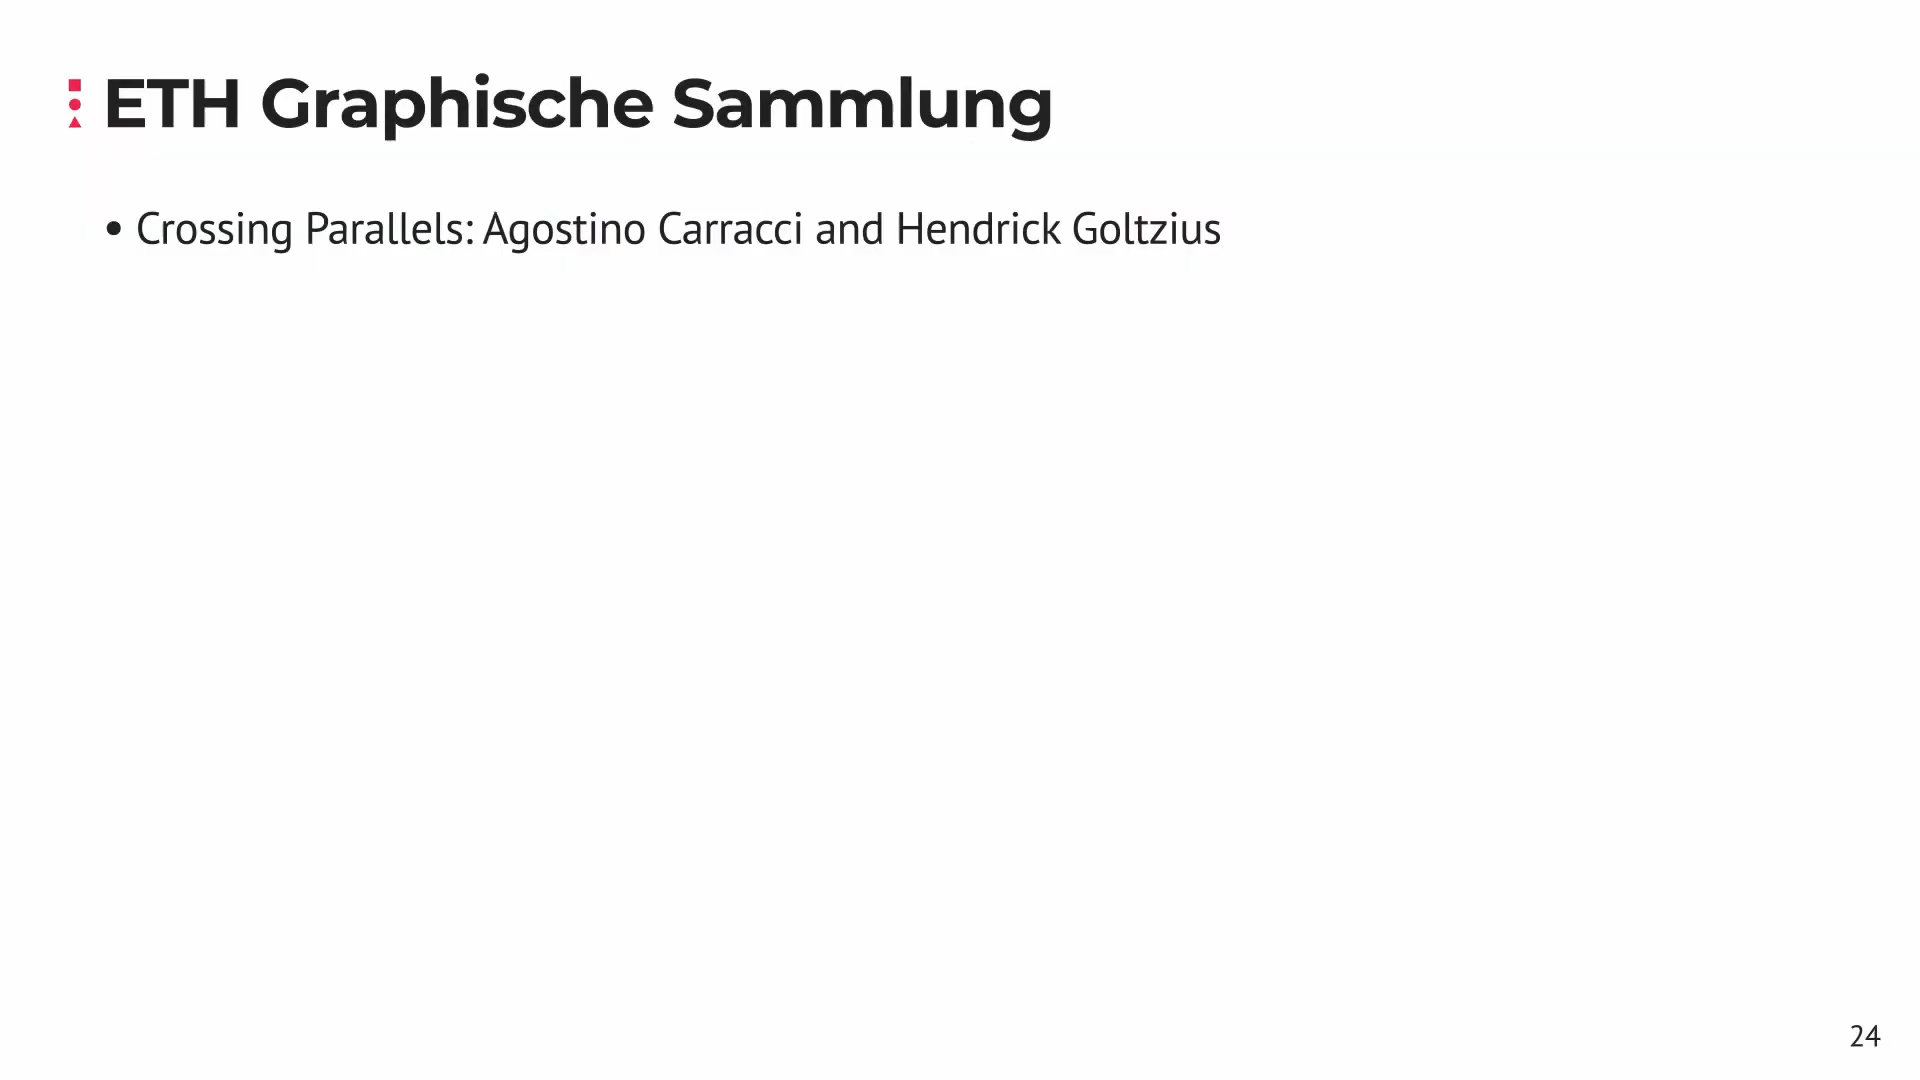 ETH Graphische Sammlung
• Crossing Parallels: Agostino Carracci and Hendrick Goltzius
24